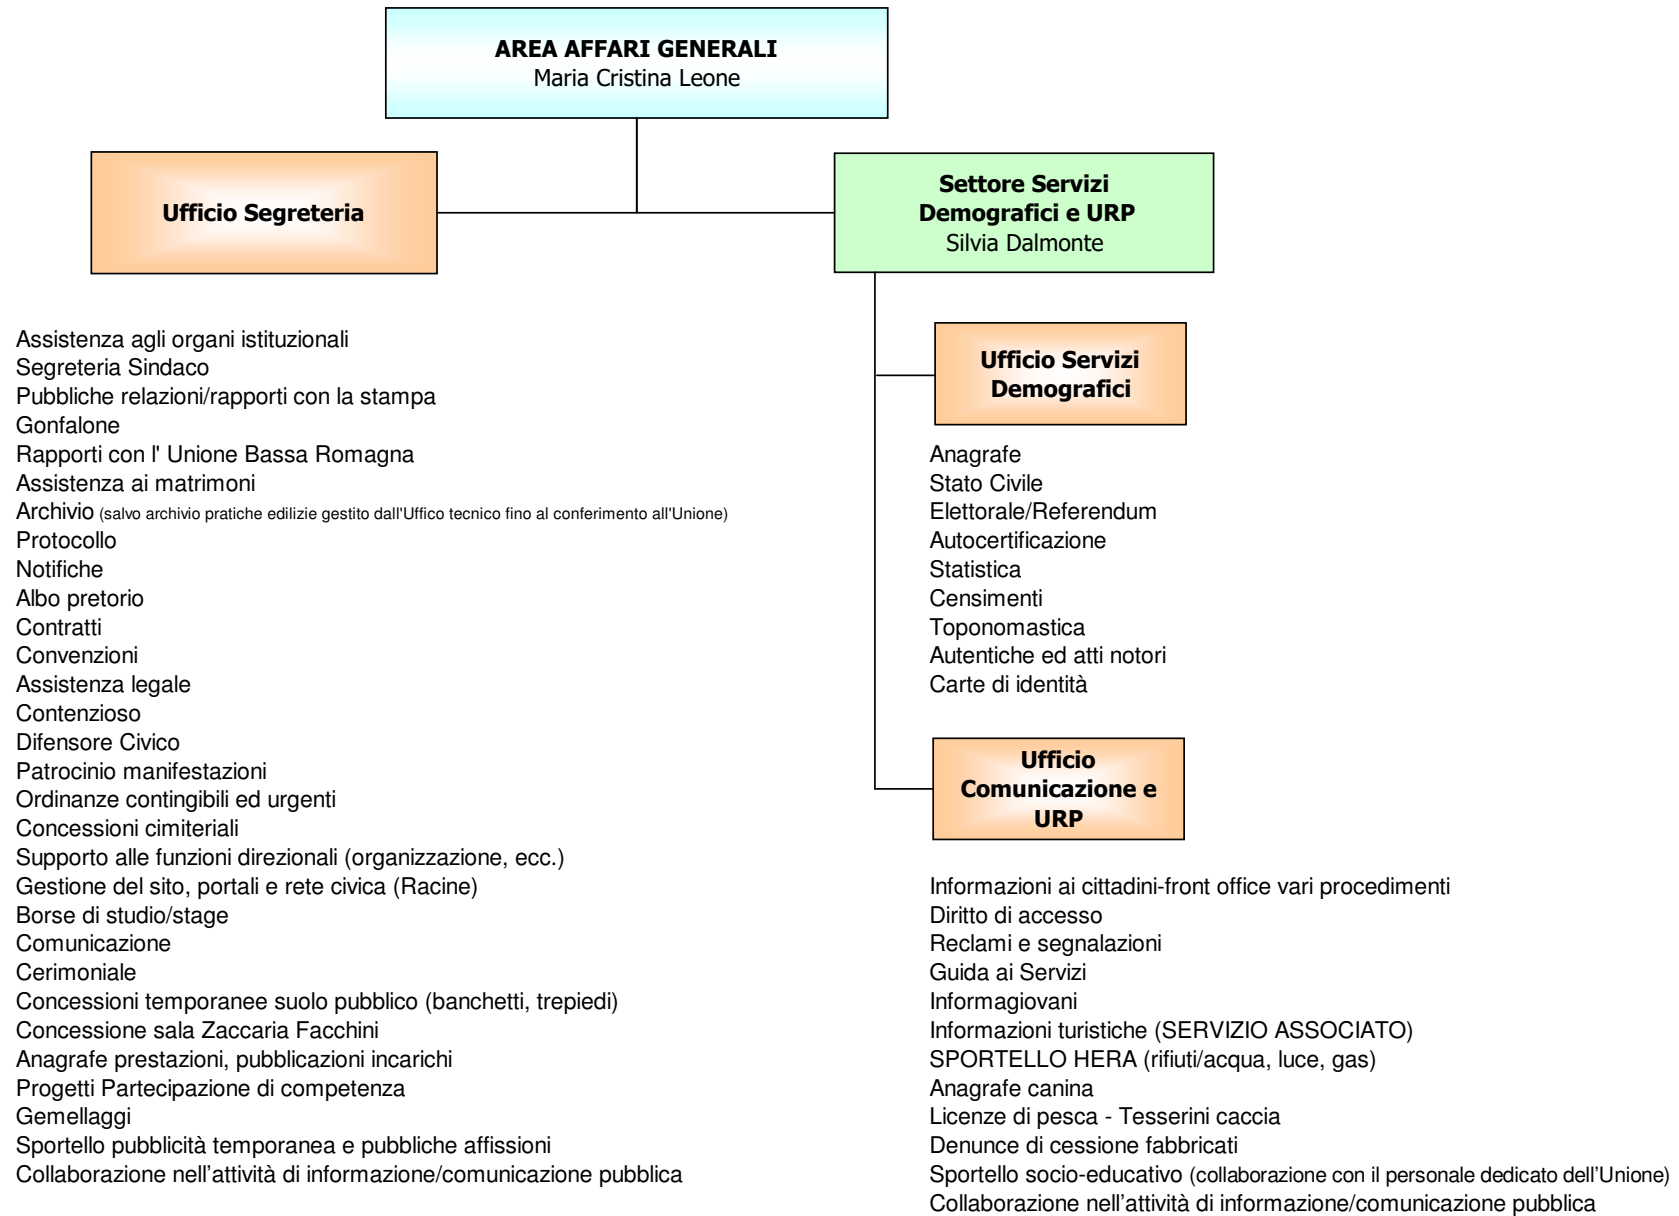 AREA AFFARI GENERALI
Maria Cristina Leone
Ufficio Segreteria
Settore Servizi
Demografici e URP
Silvia Dalmonte
Assistenza agli organi istituzionali
Segreteria Sindaco
Pubbliche relazioni/rapporti con la stampa
Gonfalone
Rapporti con l' Unione Bassa Romagna
Assistenza ai matrimoni
Archivio (salvo archivio pratiche edilizie gestito dall'Uffico tecnico fino al conferimento all'Unione)
Protocollo
Notifiche
Albo pretorio
Contratti
Convenzioni
Assistenza legale
Contenzioso
Difensore Civico
Patrocinio manifestazioni
Ordinanze contingibili ed urgenti
Concessioni cimiteriali
Supporto alle funzioni direzionali (organizzazione, ecc.)
Gestione del sito, portali e rete civica (Racine)
Borse di studio/stage
Comunicazione
Cerimoniale
Concessioni temporanee suolo pubblico (banchetti, trepiedi)
Concessione sala Zaccaria Facchini
Anagrafe prestazioni, pubblicazioni incarichi
Progetti Partecipazione di competenza
Gemellaggi
Sportello pubblicità temporanea e pubbliche affissioni
Collaborazione nell’attività di informazione/comunicazione pubblica
Ufficio Servizi
Demografici
Anagrafe
Stato Civile
Elettorale/Referendum
Autocertificazione
Statistica
Censimenti
Toponomastica
Autentiche ed atti notori
Carte di identità
Ufficio
Comunicazione e
URP
Informazioni ai cittadini-front office vari procedimenti
Diritto di accesso
Reclami e segnalazioni
Guida ai Servizi
Informagiovani
Informazioni turistiche (SERVIZIO ASSOCIATO)
SPORTELLO HERA (rifiuti/acqua, luce, gas)
Anagrafe canina
Licenze di pesca - Tesserini caccia
Denunce di cessione fabbricati
Sportello socio-educativo (collaborazione con il personale dedicato dell’Unione)
Collaborazione nell’attività di informazione/comunicazione pubblica